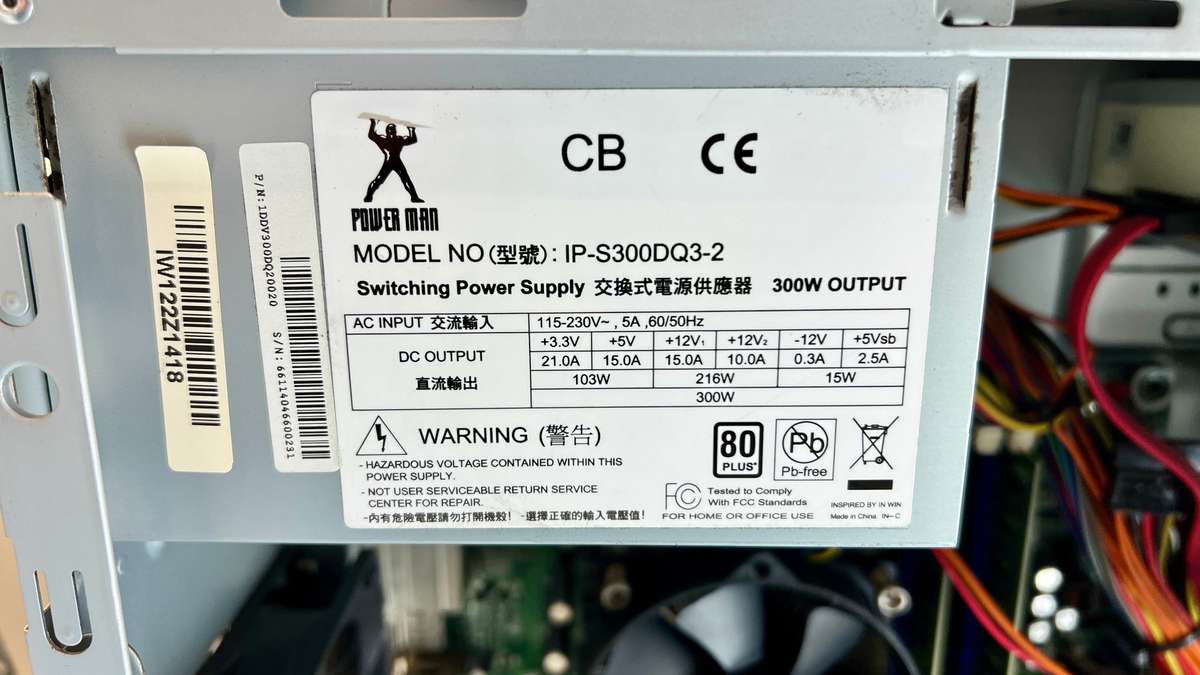 IW122Z1418
P/N:1DDV300DQ20020 S/N:66114046600231
POWER MAN
CB CE
MODEL NO (型號): IP-S300DQ3-2
Switching Power Supply 交換式電源供應器 300W OUTPUT
AC INPUT 交流輸入 115-230V~ , 5A ,60/50Hz
DC OUTPUT
直流輸出
+3.3V +5V +12V₁ +12V₂ -12V +5Vsb
21.0A 15.0A 15.0A 10.0A 0.3A 2.5A
103W 216W 15W
300W
WARNING (警告)
- HAZARDOUS VOLTAGE CONTAINED WITHIN THIS
POWER SUPPLY.
- NOT USER SERVICEABLE RETURN SERVICE
CENTER FOR REPAIR.
-內有危險電壓請勿打開機殼! -選擇正確的輸入電壓值!
80
PLUS®
Pb
Pb-free
FC Tested to Comply
With FCC Standards
FOR HOME OR OFFICE USE
INSPIRED BY IN WIN
Made in China IN-C